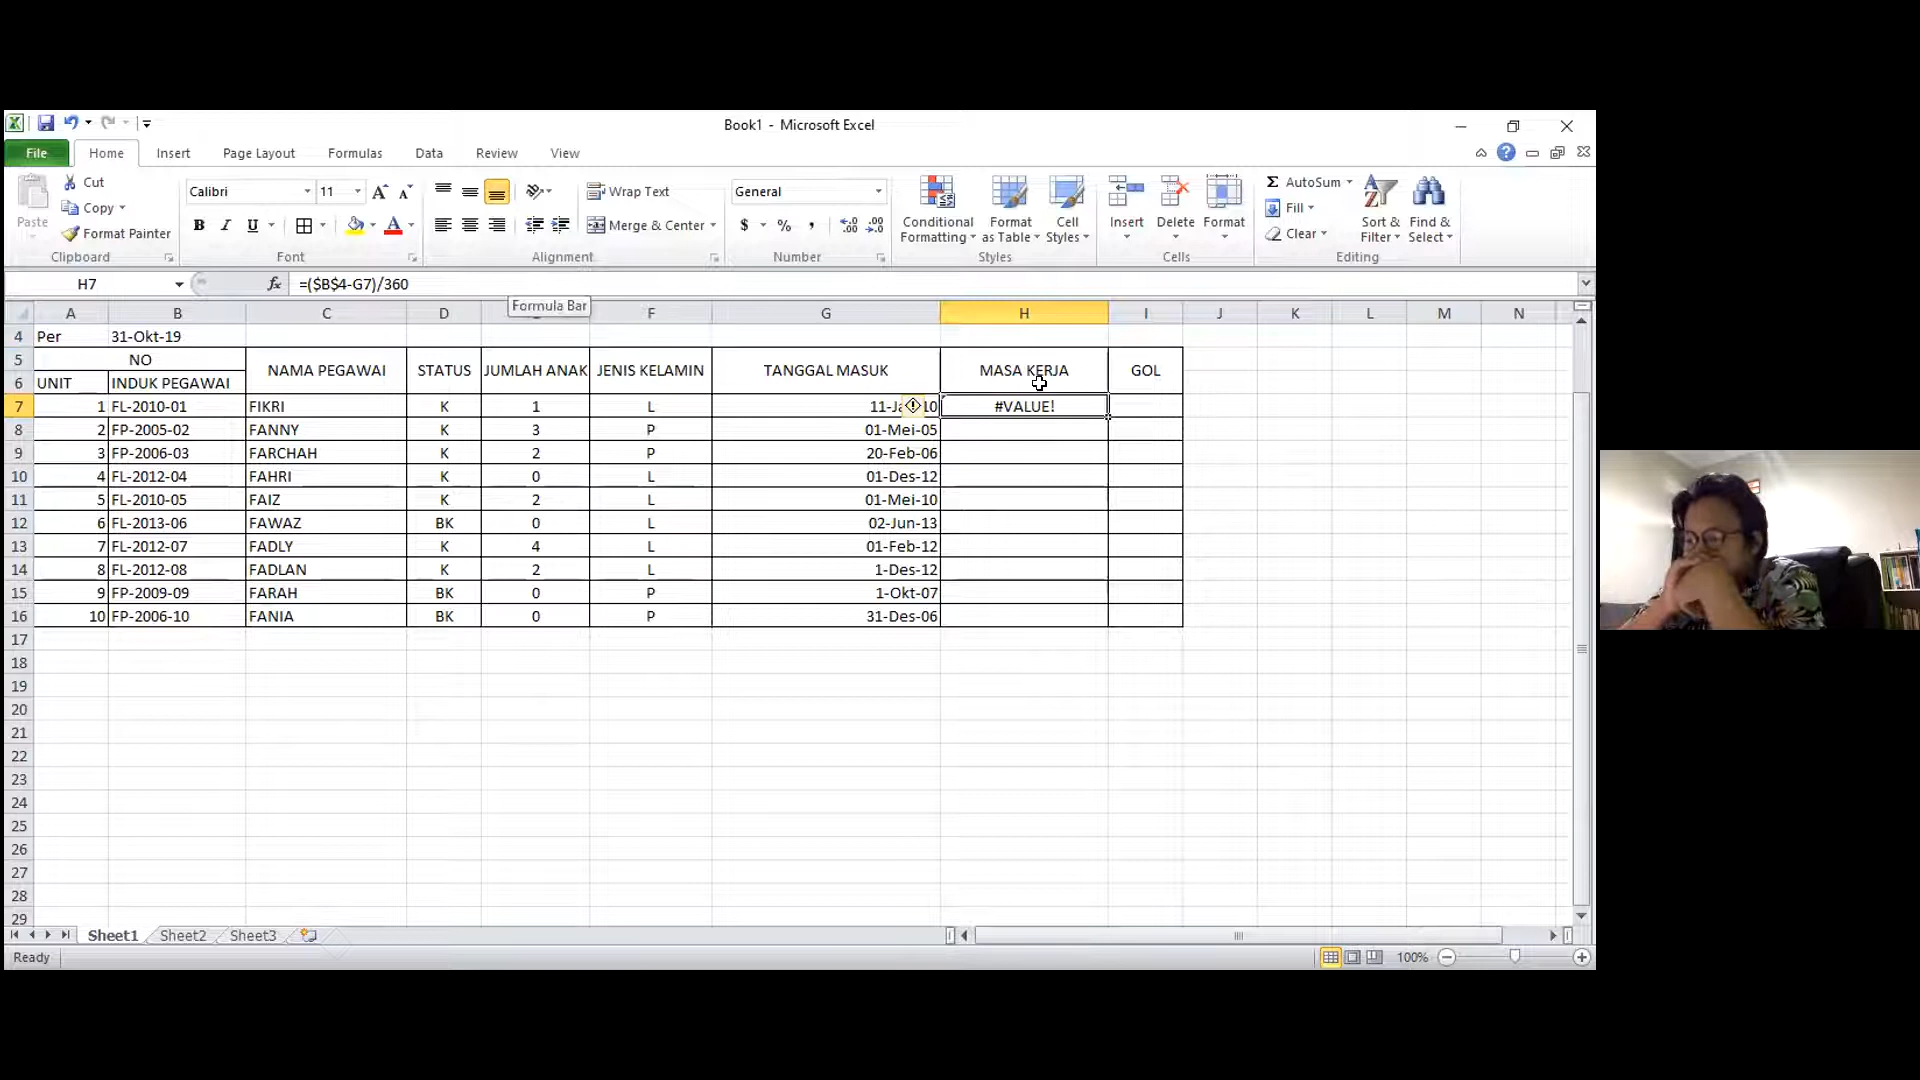 Book1 - Microsoft Excel
File Home Insert Page Layout Formulas Data Review View
Paste
Cut
Copy
Format Painter
Clipboard
Calibri 11
B I U
Font
Wrap Text
Merge & Center
Alignment
General
$ % ,
Number
Conditional Formatting
Format as Table
Cell Styles
Styles
Insert Delete Format
Cells
AutoSum
Fill
Clear
Sort & Filter
Find & Select
Editing
H7 fx =($B$4-G7)/360
Formula Bar
A B C D F G H I J K L M N
4 Per 31-Okt-19
5 NO NAMA PEGAWAI STATUS JUMLAH ANAK JENIS KELAMIN TANGGAL MASUK MASA KERJA GOL
6 UNIT INDUK PEGAWAI
7 1 FL-2010-01 FIKRI K 1 L 11-Ja 10 #VALUE!
8 2 FP-2005-02 FANNY K 3 P 01-Mei-05
9 3 FP-2006-03 FARCHAH K 2 P 20-Feb-06
10 4 FL-2012-04 FAHRI K 0 L 01-Des-12
11 5 FL-2010-05 FAIZ K 2 L 01-Mei-10
12 6 FL-2013-06 FAWAZ BK 0 L 02-Jun-13
13 7 FL-2012-07 FADLY K 4 L 01-Feb-12
14 8 FL-2012-08 FADLAN K 2 L 1-Des-12
15 9 FP-2009-09 FARAH BK 0 P 1-Okt-07
16 10 FP-2006-10 FANIA BK 0 P 31-Des-06
17
18
19
20
21
22
23
24
25
26
27
28
29
Sheet1 Sheet2 Sheet3
Ready 100%